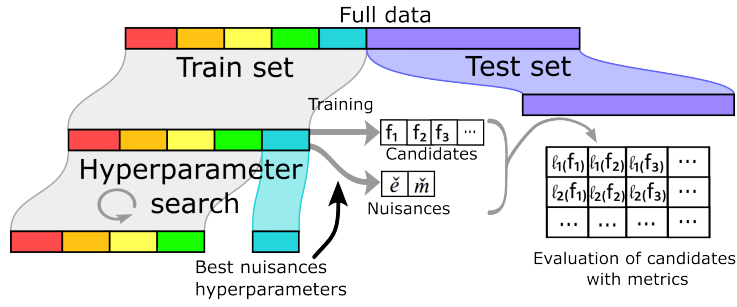 Full data
Train set
Test set
Training
f1 f2 f3 ...
Candidates
Hyperparameter
search
ě m̌
Nuisances
Best nuisances
hyperparameters
ℓ1(f1) ℓ1(f2) ℓ1(f3) ...
ℓ2(f1) ℓ2(f2) ℓ2(f3) ...
... ... ... ...
Evaluation of candidates
with metrics